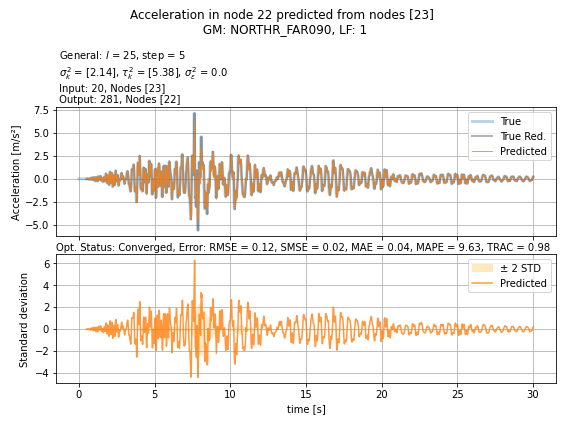 Acceleration in node 22 predicted from nodes [23]
GM: NORTHR_FAR090, LF: 1
General: l = 25, step = 5
σ²ₖ = [2.14], τ²ₖ = [5.38], σ²ε = 0.0
Input: 20, Nodes [23]
Output: 281, Nodes [22]
7.5
5.0
2.5
0.0
−2.5
−5.0
Acceleration [m/s²]
True
True Red.
Predicted
Opt. Status: Converged, Error: RMSE = 0.12, SMSE = 0.02, MAE = 0.04, MAPE = 9.63, TRAC = 0.98
6
4
2
0
−2
−4
Standard deviation
± 2 STD
Predicted
0 5 10 15 20 25 30
time [s]